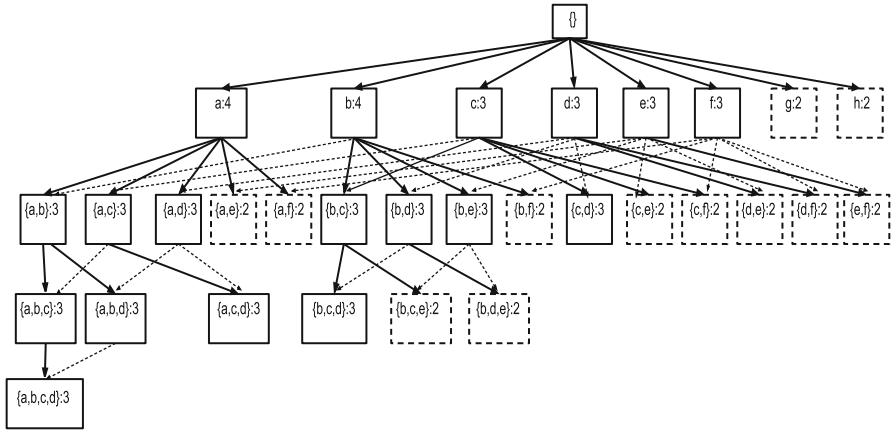 {}
a:4 b:4 c:3 d:3 e:3 f:3 g:2 h:2
{a,b}:3 {a,c}:3 {a,d}:3 {a,e}:2 {a,f}:2 {b,c}:3 {b,d}:3 {b,e}:3 {b,f}:2 {c,d}:3 {c,e}:2 {c,f}:2 {d,e}:2 {d,f}:2 {e,f}:2
{a,b,c}:3 {a,b,d}:3 {a,c,d}:3 {b,c,d}:3 {b,c,e}:2 {b,d,e}:2
{a,b,c,d}:3